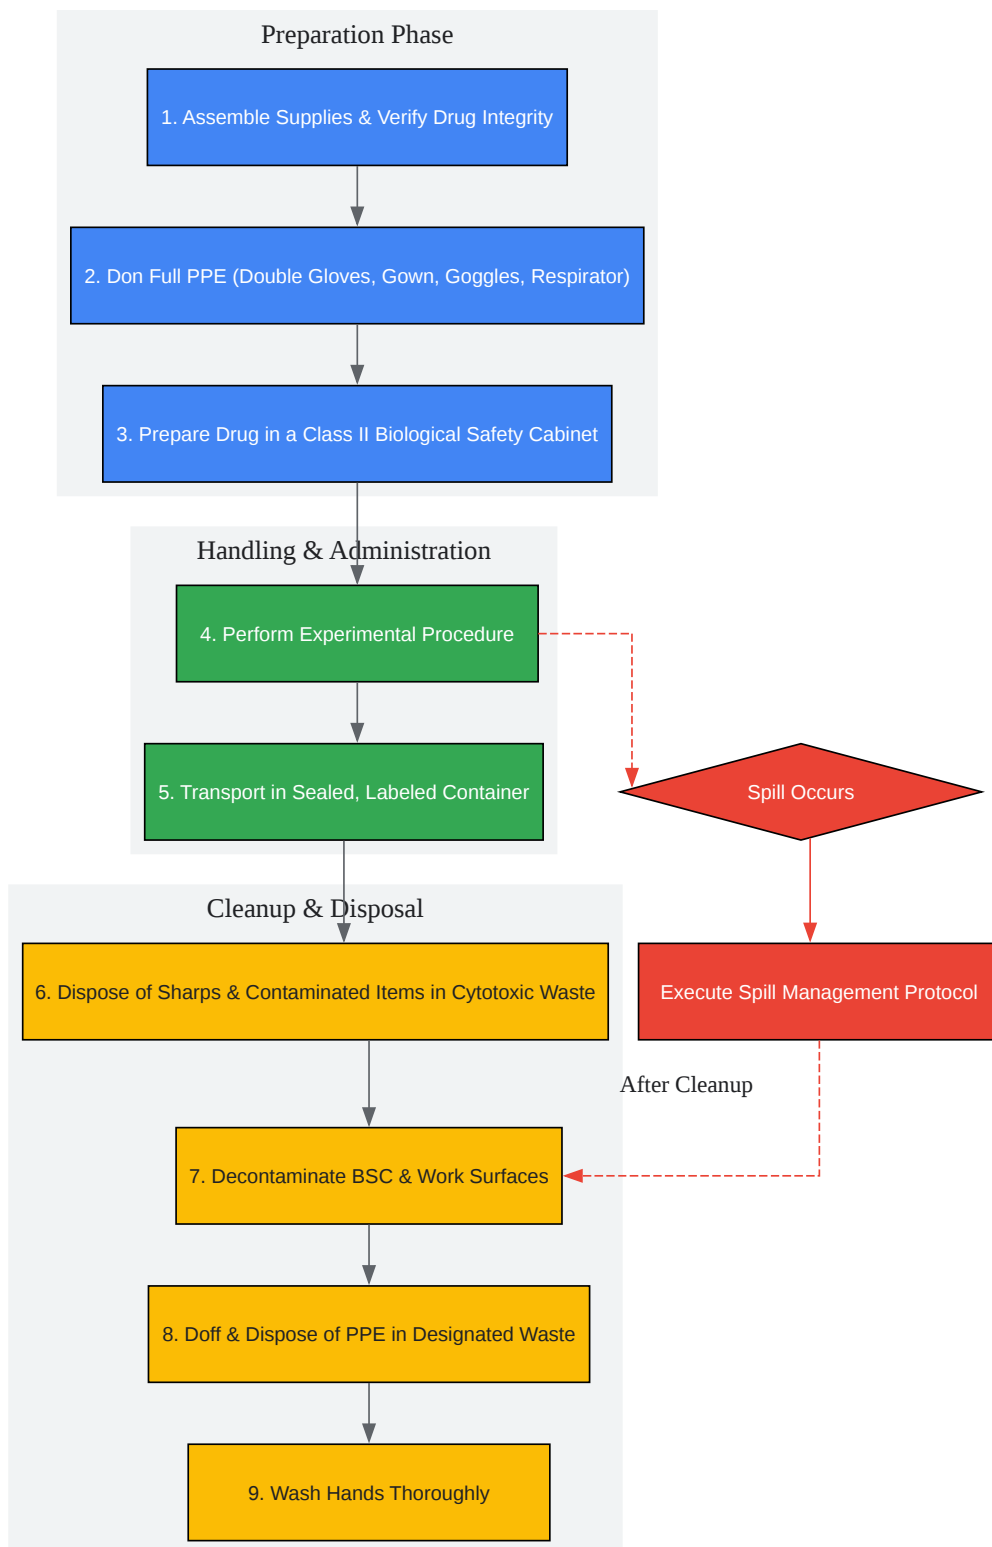 Preparation Phase
1. Assemble Supplies & Verify Drug Integrity
2. Don Full PPE (Double Gloves, Gown, Goggles, Respirator)
3. Prepare Drug in a Class II Biological Safety Cabinet
Handling & Administration
4. Perform Experimental Procedure
5. Transport in Sealed, Labeled Container
Spill Occurs
Cleanup & Disposal
6. Dispose of Sharps & Contaminated Items in Cytotoxic Waste
Execute Spill Management Protocol
After Cleanup
7. Decontaminate BSC & Work Surfaces
8. Doff & Dispose of PPE in Designated Waste
9. Wash Hands Thoroughly